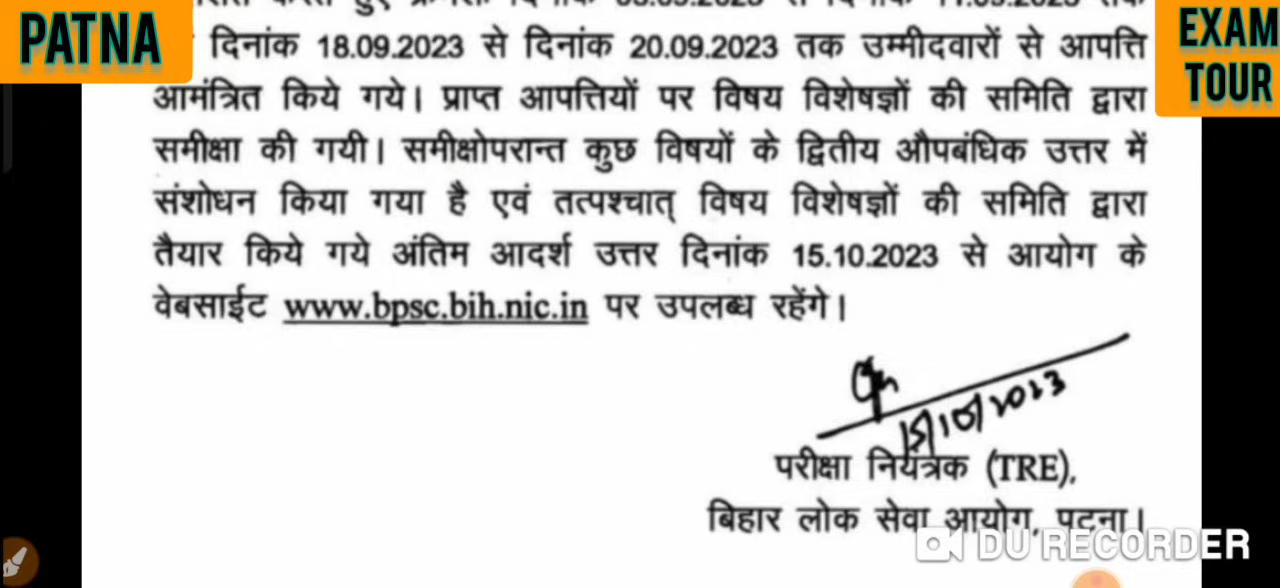 PATNA
EXAM
TOUR
दिनांक 18.09.2023 से दिनांक 20.09.2023 तक उम्मीदवारों से आपत्ति
आमंत्रित किये गये। प्राप्त आपत्तियों पर विषय विशेषज्ञों की समिति द्वारा
समीक्षा की गयी। समीक्षोपरान्त कुछ विषयों के द्वितीय औपबंधिक उत्तर में
संशोधन किया गया है एवं तत्पश्चात् विषय विशेषज्ञों की समिति द्वारा
तैयार किये गये अंतिम आदर्श उत्तर दिनांक 15.10.2023 से आयोग के
वेबसाईट www.bpsc.bih.nic.in पर उपलब्ध रहेंगे।
15/10/2023
परीक्षा नियंत्रक (TRE),
बिहार लोक सेवा आयोग, पटना।
DU RECORDER